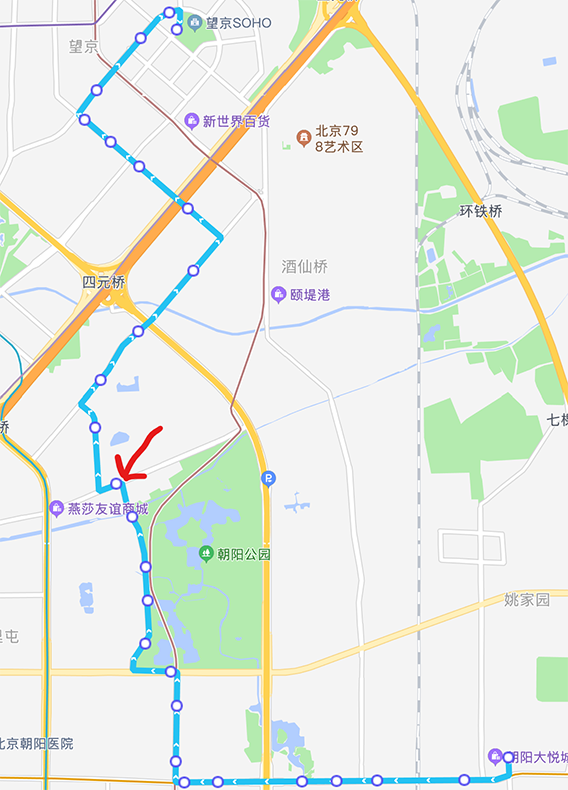 望京SOHO
望京
新世界百货
北京79
8艺术区
环铁桥
酒仙桥
四元桥
颐堤港
桥
七棵
P
燕莎友谊商城
朝阳公园
姚家园
屯
北京朝阳医院
朝阳大悦城